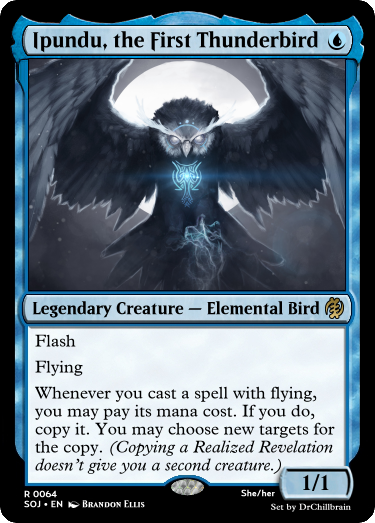 Ipundu, the First Thunderbird
Legendary Creature — Elemental Bird
Flash
Flying
Whenever you cast a spell with flying,
you may pay its mana cost. If you do,
copy it. You may choose new targets for
the copy. (Copying a Realized Revelation
doesn't give you a second creature.)
1/1
R 0064
SOJ • EN BRANDON ELLIS
She/her
Set by DrChillbrain